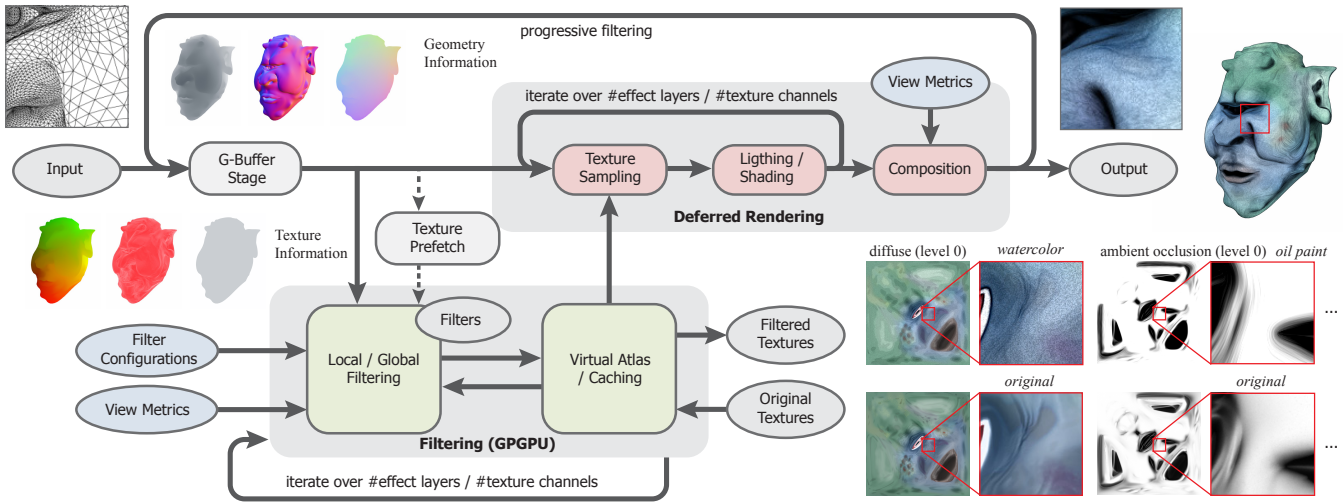 progressive filtering
Geometry
Information
View Metrics
iterate over #effect layers / #texture channels
Input
G-Buffer
Stage
Texture
Sampling
Ligthing /
Shading
Composition
Output
Deferred Rendering
Texture
Prefetch
Texture
Information
diffuse (level 0)
watercolor
ambient occlusion (level 0)
oil paint
Filters
Filter
Configurations
Local / Global
Filtering
Virtual Atlas
/ Caching
Filtered
Textures
...
View Metrics
Original
Textures
original
original
Filtering (GPGPU)
...
iterate over #effect layers / #texture channels